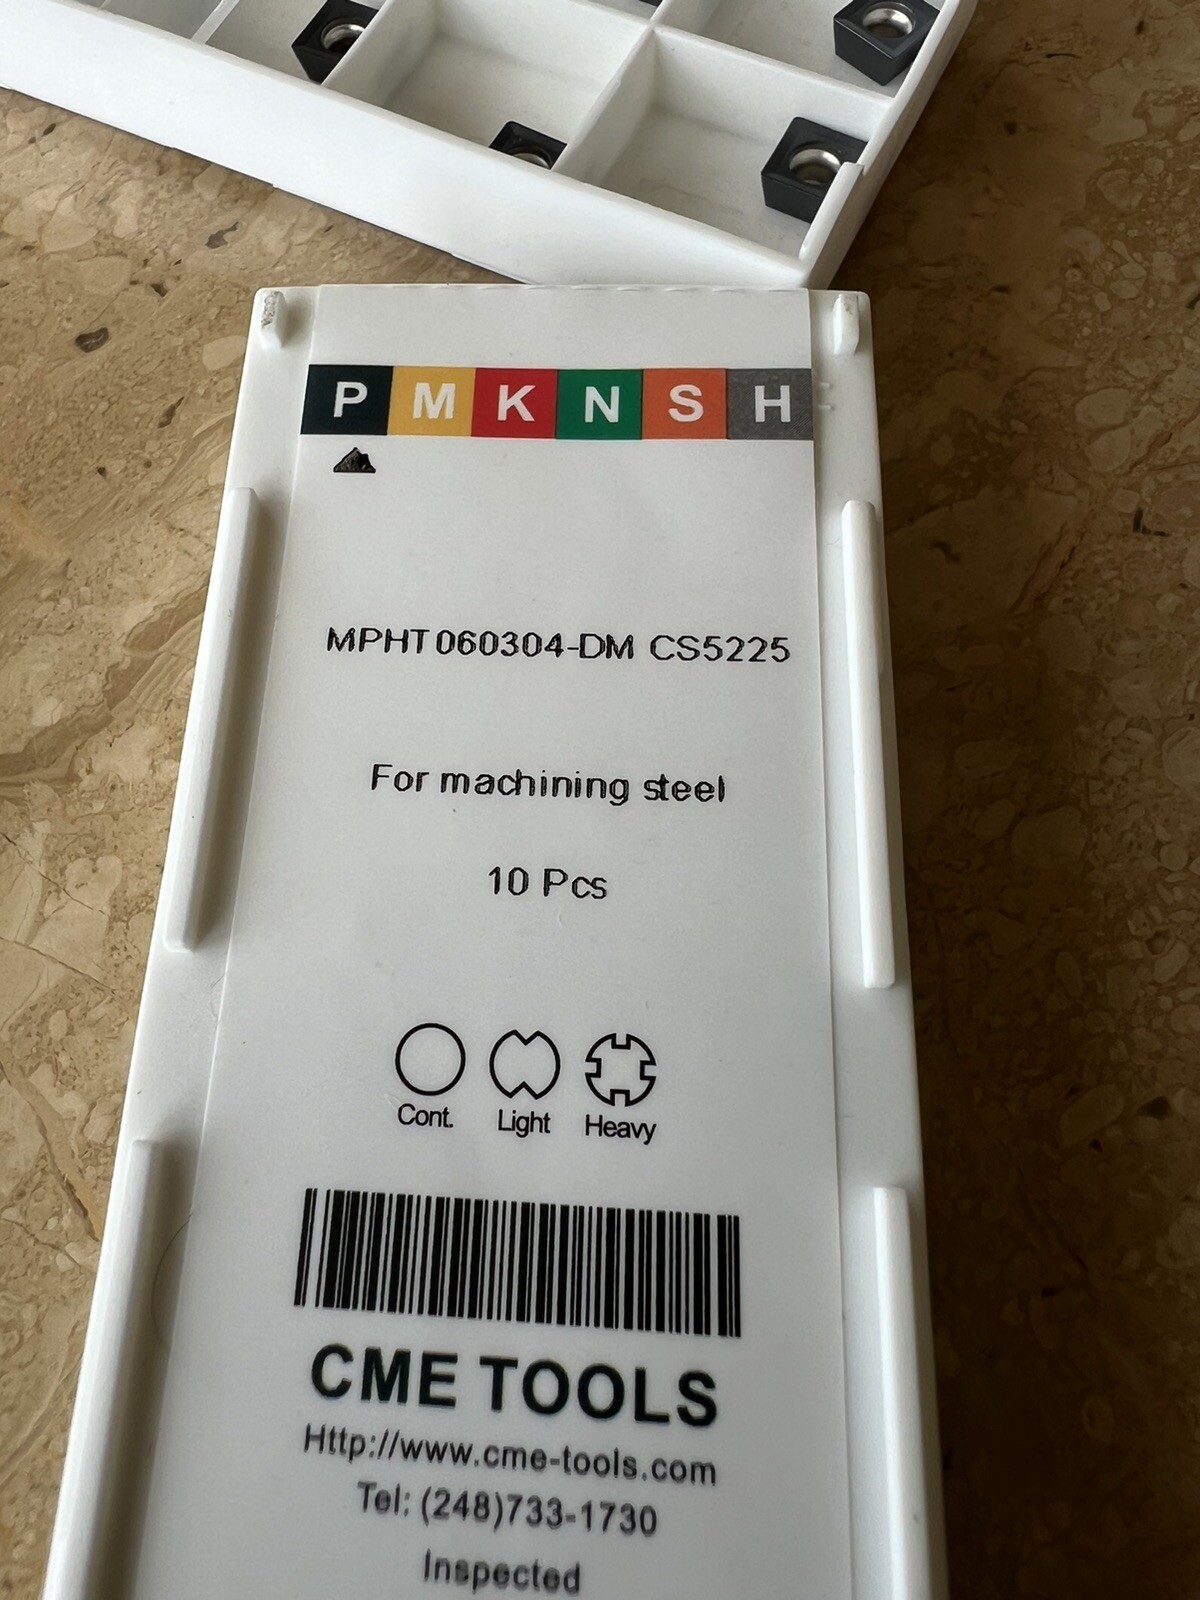 P M K N S H
MPHT060304-DM CS5225
For machining steel
10 Pcs
Cont. Light Heavy
CME TOOLS
Http://www.cme-tools.com
Tel: (248)733-1730
Inspected